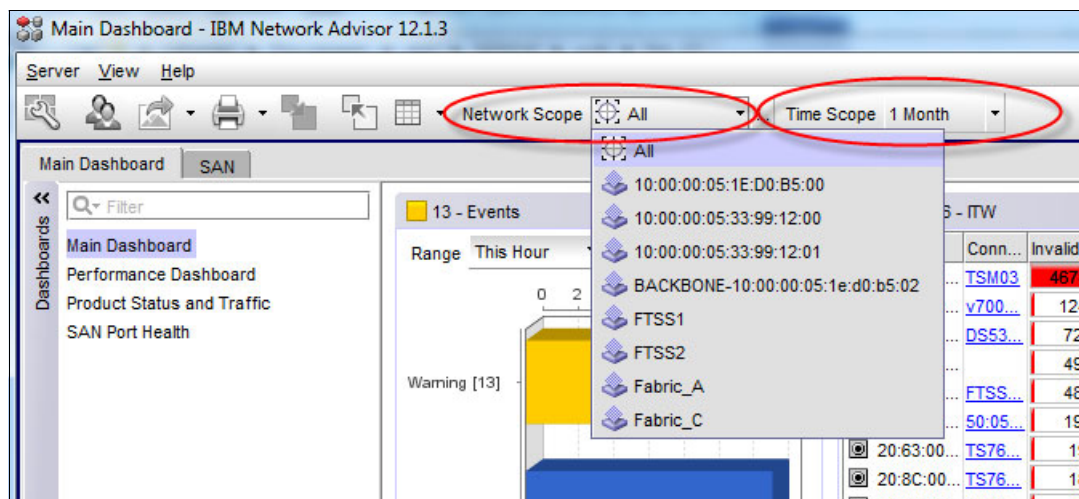 Main Dashboard - IBM Network Advisor 12.1.3
Server View Help
Network Scope All ... Time Scope 1 Month
Main Dashboard SAN
Dashboards
Filter
Main Dashboard
Performance Dashboard
Product Status and Traffic
SAN Port Health
13 - Events
Range This Hour
0 2
Warning [13]
All
10:00:00:05:1E:D0:B5:00
10:00:00:05:33:99:12:00
10:00:00:05:33:99:12:01
BACKBONE-10:00:00:05:1e:d0:b5:02
FTSS1
FTSS2
Fabric_A
Fabric_C
- ITW
Conn... Invalid
... TSM03 467
... v700... 12
... DS53... 72
... 49
... FTSS... 48
... 50:05... 19
20:63:00... TS76... 1
20:8C:00... TS76... 1